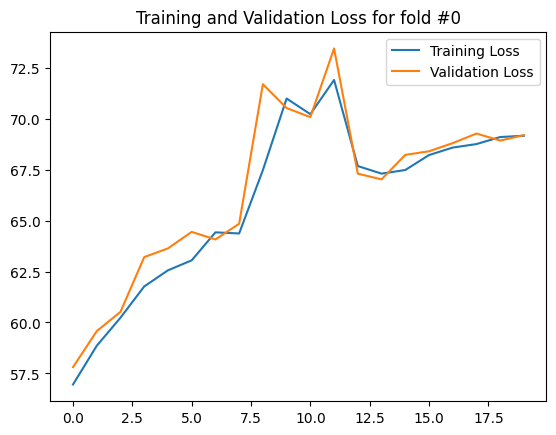 Training and Validation Loss for fold #0
Training Loss
Validation Loss
72.5
70.0
67.5
65.0
62.5
60.0
57.5
0.0 2.5 5.0 7.5 10.0 12.5 15.0 17.5